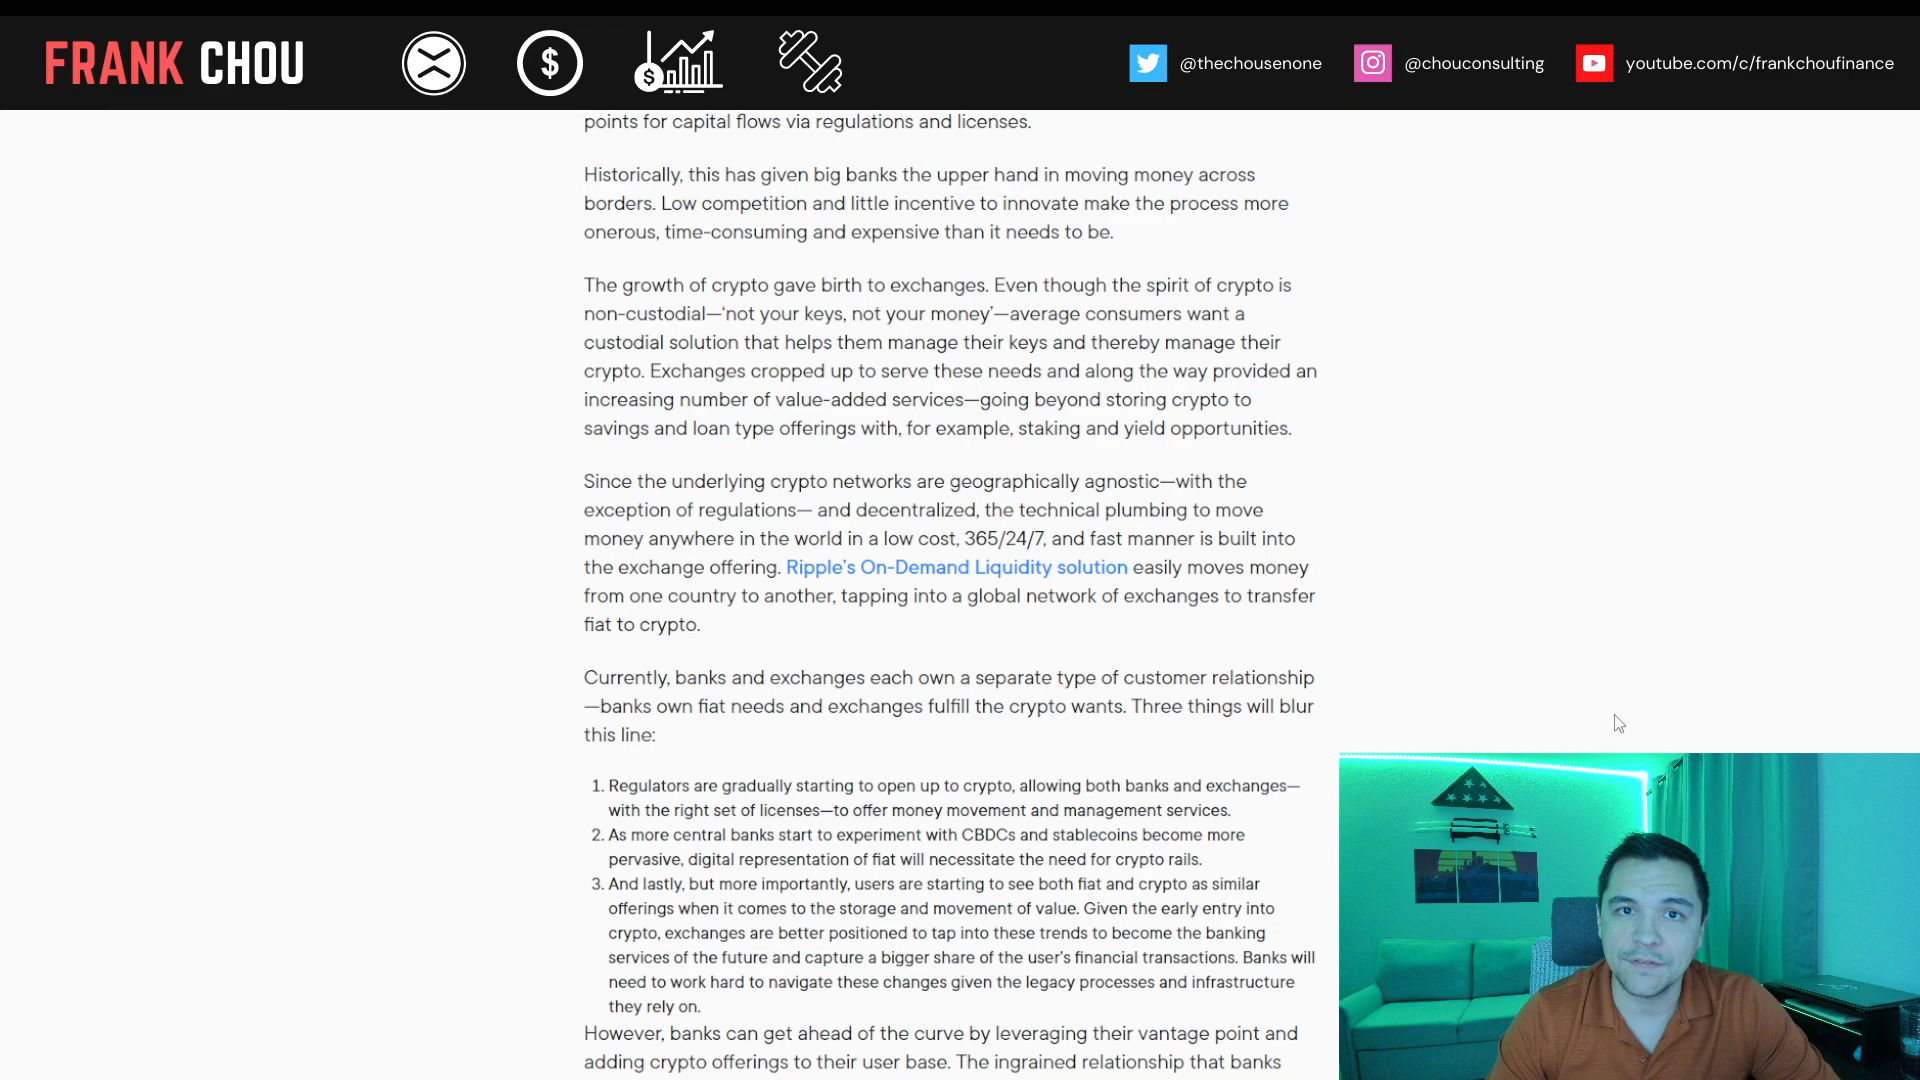 FRANK CHOU
@thechousenone
@chouconsulting
youtube.com/c/frankchoufinance
points for capital flows via regulations and licenses.
Historically, this has given big banks the upper hand in moving money across
borders. Low competition and little incentive to innovate make the process more
onerous, time-consuming and expensive than it needs to be.
The growth of crypto gave birth to exchanges. Even though the spirit of crypto is
non-custodial—‘not your keys, not your money’—average consumers want a
custodial solution that helps them manage their keys and thereby manage their
crypto. Exchanges cropped up to serve these needs and along the way provided an
increasing number of value-added services—going beyond storing crypto to
savings and loan type offerings with, for example, staking and yield opportunities.
Since the underlying crypto networks are geographically agnostic—with the
exception of regulations— and decentralized, the technical plumbing to move
money anywhere in the world in a low cost, 365/24/7, and fast manner is built into
the exchange offering. Ripple’s On-Demand Liquidity solution easily moves money
from one country to another, tapping into a global network of exchanges to transfer
fiat to crypto.
Currently, banks and exchanges each own a separate type of customer relationship
—banks own fiat needs and exchanges fulfill the crypto wants. Three things will blur
this line:
1. Regulators are gradually starting to open up to crypto, allowing both banks and exchanges—
with the right set of licenses—to offer money movement and management services.
2. As more central banks start to experiment with CBDCs and stablecoins become more
pervasive, digital representation of fiat will necessitate the need for crypto rails.
3. And lastly, but more importantly, users are starting to see both fiat and crypto as similar
offerings when it comes to the storage and movement of value. Given the early entry into
crypto, exchanges are better positioned to tap into these trends to become the banking
services of the future and capture a bigger share of the user’s financial transactions. Banks will
need to work hard to navigate these changes given the legacy processes and infrastructure
they rely on.
However, banks can get ahead of the curve by leveraging their vantage point and
adding crypto offerings to their user base. The ingrained relationship that banks